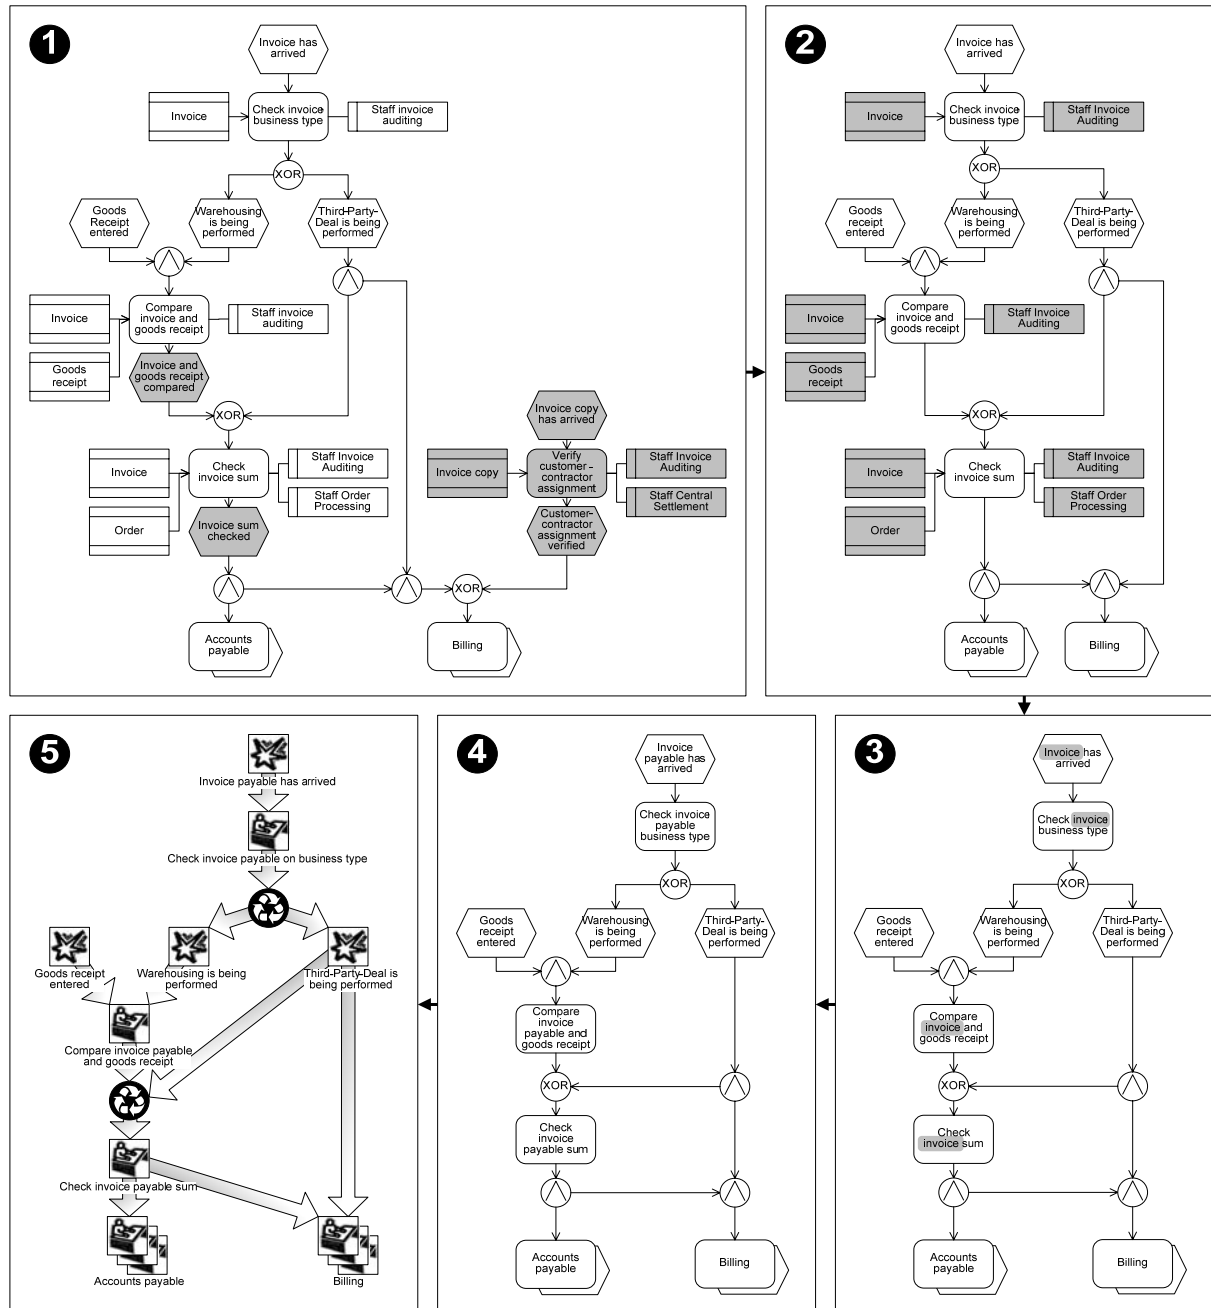 1
Invoice has
arrived
Invoice
Check invoice
business type
Staff invoice
auditing
XOR
Goods
Receipt
entered
Warehousing
is being
performed
Third-Party-
Deal is being
performed
Invoice
Compare
invoice and
goods receipt
Staff invoice
auditing
Goods
receipt
Invoice and
goods receipt
compared
XOR
Invoice copy
has arrived
Invoice
Check
invoice sum
Staff Invoice
Auditing
Staff Order
Processing
Order
Invoice copy
Verify
customer-
contractor
assignment
Staff Invoice
Auditing
Staff Central
Settlement
Invoice sum
checked
Customer-
contractor
assignment
verified
XOR
Accounts
payable
Billing
2
Invoice has
arrived
Invoice
Check invoice
business type
Staff Invoice
Auditing
XOR
Goods
receipt
entered
Warehousing
is being
performed
Third-Party-
Deal is being
performed
Invoice
Compare
invoice and
goods receipt
Staff Invoice
Auditing
Goods
receipt
XOR
Invoice
Check
invoice sum
Staff Invoice
Auditing
Staff Order
Processing
Order
Accounts
payable
Billing
5
Invoice payable has arrived
Check invoice payable on business type
Goods receipt
entered
Warehousing is being
performed
Third-Party-Deal is
being performed
Compare invoice payable
and goods receipt
Check invoice payable sum
Accounts payable
Billing
4
Invoice
payable has
arrived
Check invoice
payable
business type
XOR
Goods
receipt
entered
Warehousing
is being
performed
Third-Party-
Deal is being
performed
Compare
invoice
payable and
goods receipt
XOR
Check
invoice
payable sum
Accounts
payable
Billing
3
Invoice has
arrived
Check invoice
business type
XOR
Goods
receipt
entered
Warehousing
is being
performed
Third-Party-
Deal is being
performed
Compare
invoice and
goods receipt
XOR
Check
invoice sum
Accounts
payable
Billing